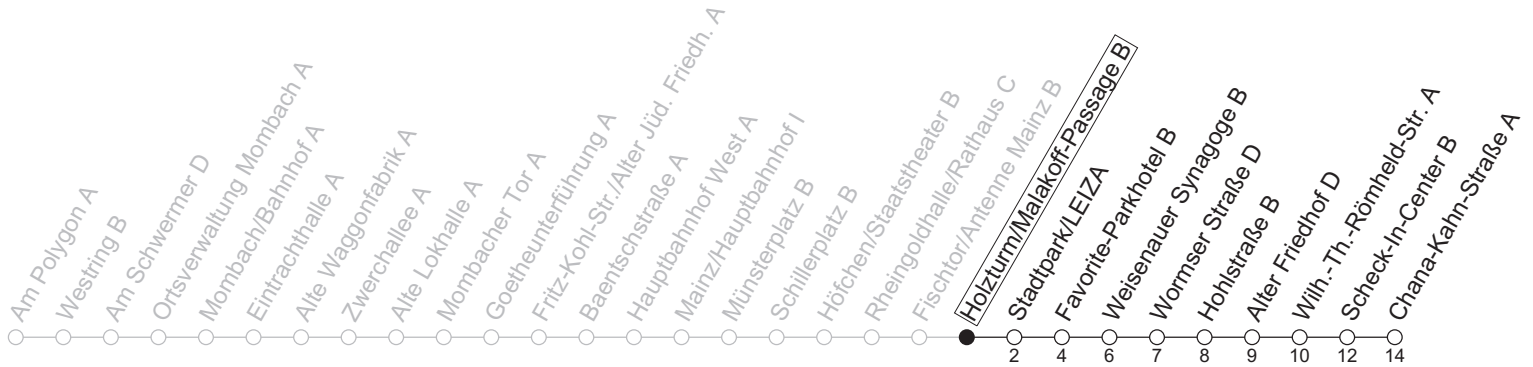 Am Polygon A
Westring B
Am Schwermer D
Ortsverwaltung Mombach A
Mombach/Bahnhof A
Eintrachthalle A
Alte Waggonfabrik A
Zwerchallee A
Alte Lokhalle A
Mombacher Tor A
Goetheunterführung A
Fritz-Kohl-Str./Alter Jüd. Friedh. A
Baentschstraße A
Hauptbahnhof West A
Mainz/Hauptbahnhof I
Münsterplatz B
Schillerplatz B
Höfchen/Staatstheater B
Rheingoldhalle/Rathaus C
Fischtor/Antenne Mainz B
Holzturm/Malakoff-Passage B
Stadtpark/LEIZA
Favorite-Parkhotel B
Weisenauer Synagoge B
Wormser Straße D
Hohlstraße B
Alter Friedhof D
Wilh.-Th.-Römheld-Str. A
Scheck-In-Center B
Chana-Kahn-Straße A
2 4 6 7 8 9 10 12 14